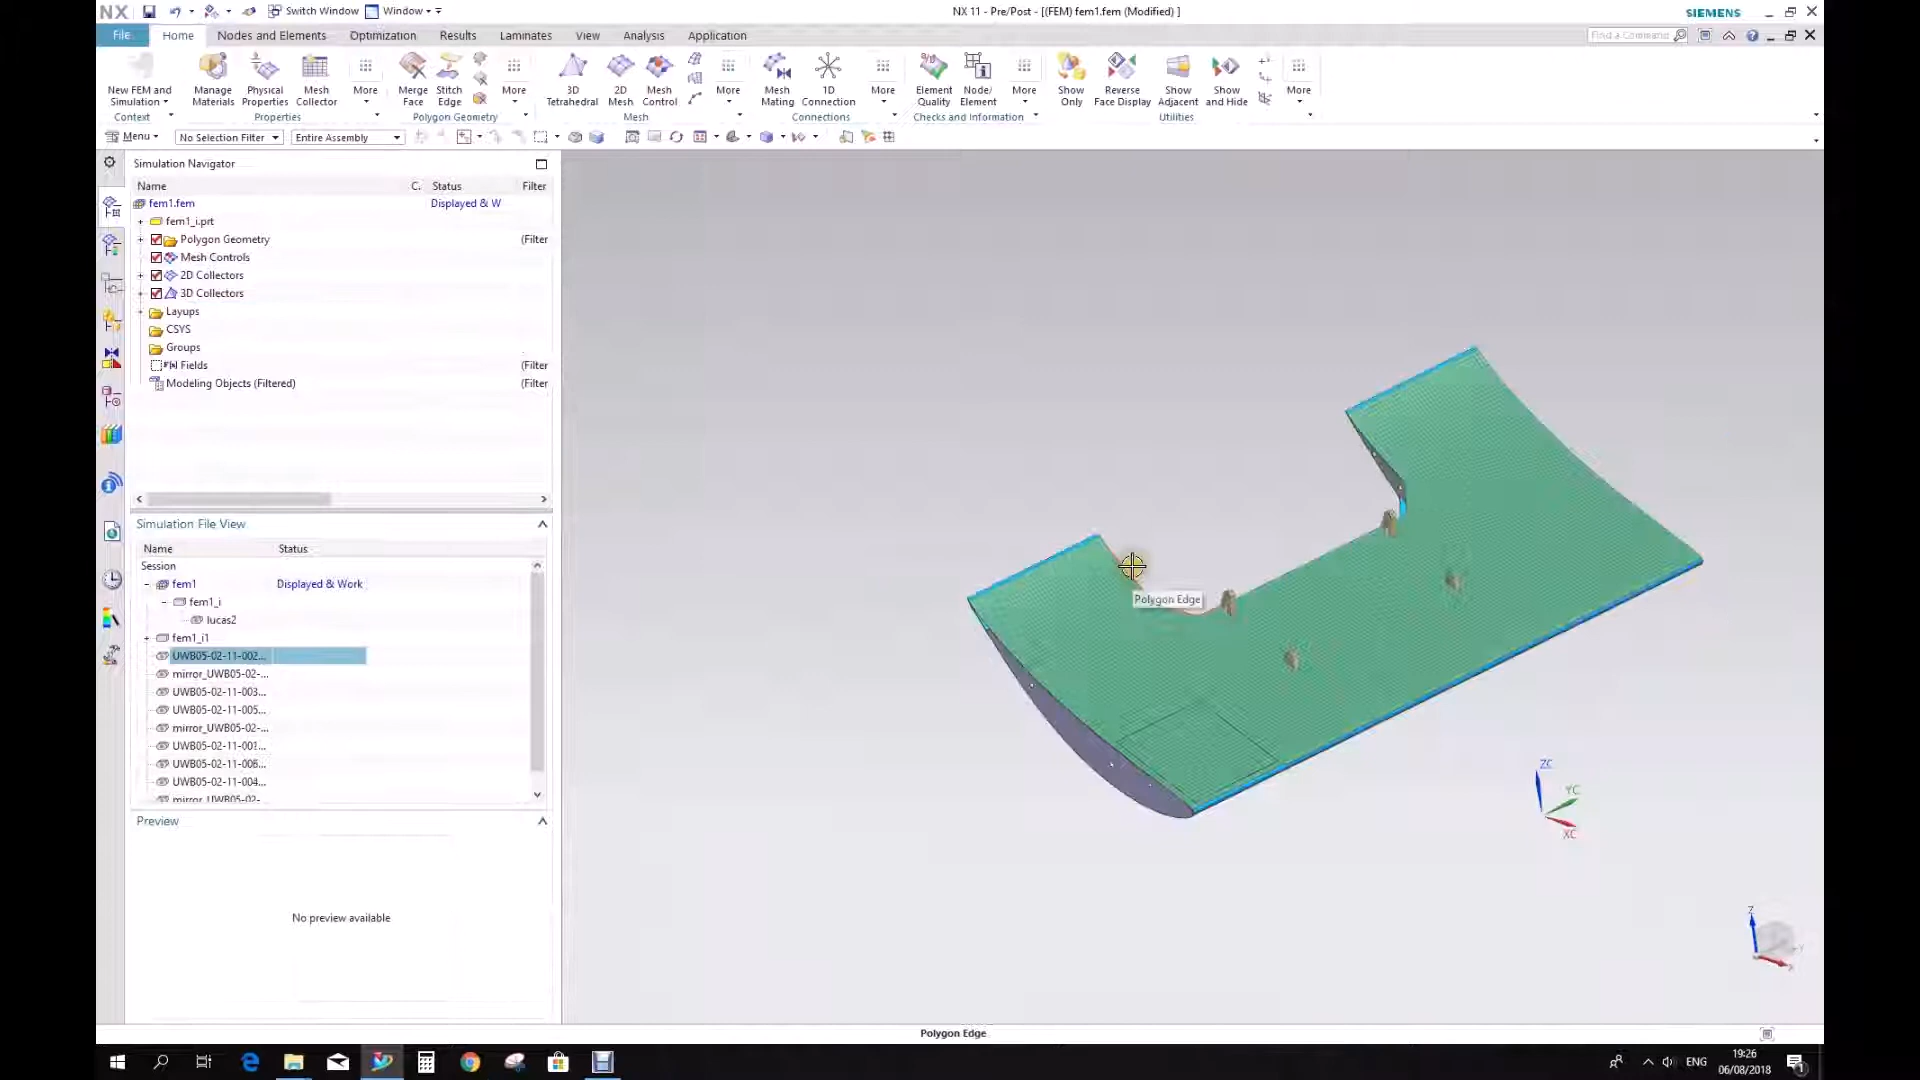 NX
Switch Window
Window
NX 11 - Pre/Post - [(FEM) fem1.fem (Modified) ]
SIEMENS
File
Home
Nodes and Elements
Optimization
Results
Laminates
View
Analysis
Application
Find a Command
New FEM and Simulation
Manage Materials
Physical Properties
Mesh Collector
More
Merge Face
Stitch Edge
More
3D Tetrahedral
2D Mesh
Mesh Control
More
Mesh Mating
1D Connection
More
Element Quality
Node/ Element
More
Show Only
Reverse Face Display
Show Adjacent
Show and Hide
More
Context
Properties
Polygon Geometry
Mesh
Connections
Checks and Information
Utilities
Menu
No Selection Filter
Entire Assembly
Simulation Navigator
Name C. Status Filter
fem1.fem Displayed & W
fem1_i.prt
Polygon Geometry (Filter
Mesh Controls
2D Collectors
3D Collectors
Layups
CSYS
Groups
Fields (Filter
Modeling Objects (Filtered) (Filter
Simulation File View
Name Status
Session
fem1 Displayed & Work
fem1_i
lucas2
fem1_i1
UWB05-02-11-002...
mirror_UWB05-02-...
UWB05-02-11-003...
UWB05-02-11-005...
mirror_UWB05-02-...
UWB05-02-11-001...
UWB05-02-11-006...
UWB05-02-11-004...
mirror_UWB05-02-...
Preview
No preview available
Polygon Edge
ZC
YC
XC
Z
Y
X
Polygon Edge
ENG
19:26
06/08/2018